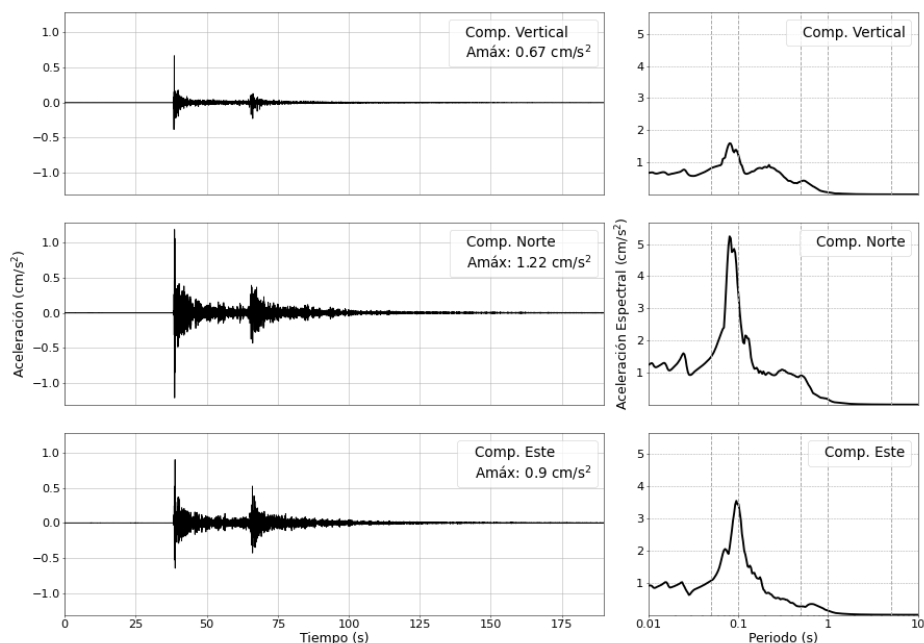 1.0
0.5
0.0
−0.5
−1.0
Comp. Vertical
Amáx: 0.67 cm/s²
5
4
3
2
1
Comp. Vertical
Aceleración (cm/s²)
1.0
0.5
0.0
−0.5
−1.0
Comp. Norte
Amáx: 1.22 cm/s²
Aceleración Espectral (cm/s²)
5
4
3
2
1
Comp. Norte
1.0
0.5
0.0
−0.5
−1.0
Comp. Este
Amáx: 0.9 cm/s²
0 25 50 75 100 125 150 175
Tiempo (s)
5
4
3
2
1
Comp. Este
0.01 0.1 1 10
Periodo (s)